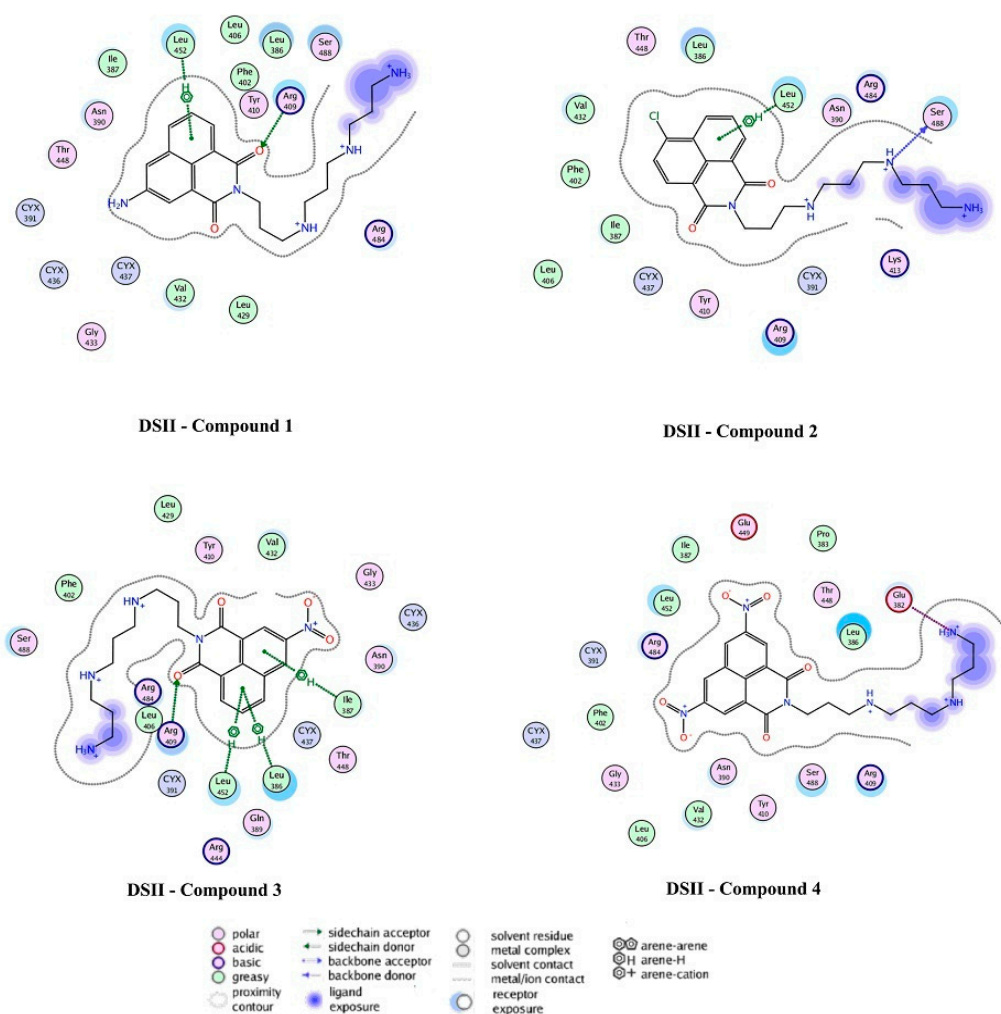 Leu
452
Leu
406
Leu
386
Ser
488
Ile
387
Phe
402
Tyr
410
Arg
409
NH3
+
Asn
390
H
O
NH
+
Thr
448
N
H2N
O
NH
+
Arg
484
CYX
391
CYX
436
CYX
437
Val
432
Leu
429
Gly
433
DSII - Compound 1
Thr
448
Leu
386
Leu
452
Arg
484
Asn
390
Ser
488
Val
432
Cl
H
Phe
402
H
N
+
O
N
N
+
H
NH3
+
O
Ile
387
Leu
406
CYX
437
CYX
391
Lys
413
Tyr
410
Arg
409
DSII - Compound 2
Leu
429
Tyr
410
Val
432
Gly
433
Phe
402
CYX
436
HN
+
O
O-
N
+
O
N
Ser
488
Asn
390
O
HN
+
H
Arg
484
Ile
387
Leu
406
Arg
409
H
H
CYX
437
H3N
+
Thr
448
CYX
391
Leu
452
Leu
386
Gln
389
Arg
444
DSII - Compound 3
Glu
449
Pro
383
Ile
387
Thr
448
Glu
382
O-
N
+
O
Leu
452
Leu
386
H3N
+
Arg
484
CYX
391
O
O
N
+
O-
N
O
H
N
+
NH
+
Phe
402
CYX
437
Gly
433
Asn
390
Ser
488
Arg
409
Val
432
Tyr
410
Leu
406
DSII - Compound 4
polar
acidic
basic
greasy
proximity
contour
sidechain acceptor
sidechain donor
backbone acceptor
backbone donor
ligand
exposure
solvent residue
metal complex
solvent contact
metal/ion contact
receptor
exposure
arene-arene
H arene-H
+ arene-cation